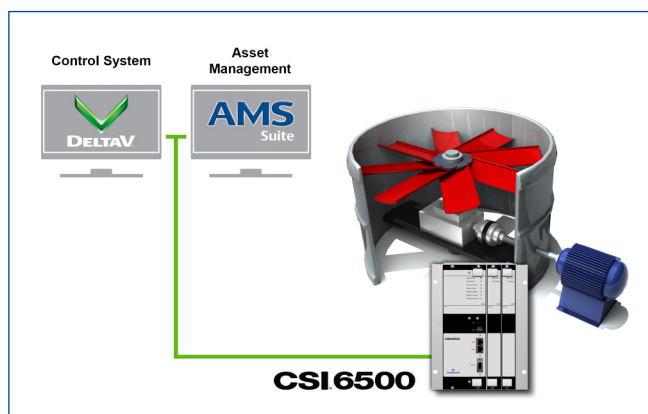 Control System
Asset
Management
DELTAV
AMS
Suite
CSI 6500